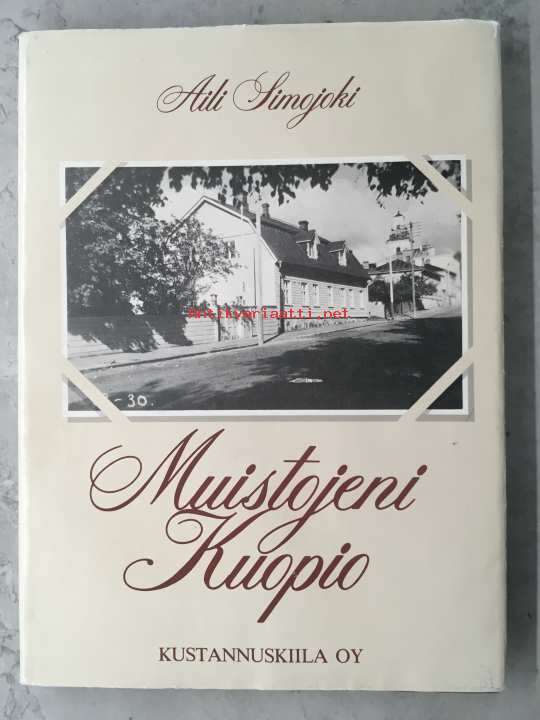 Aili Simojoki
Antikvariaatti.net
-30.
Muistojeni
Kuopio
KUSTANNUSKIILA OY